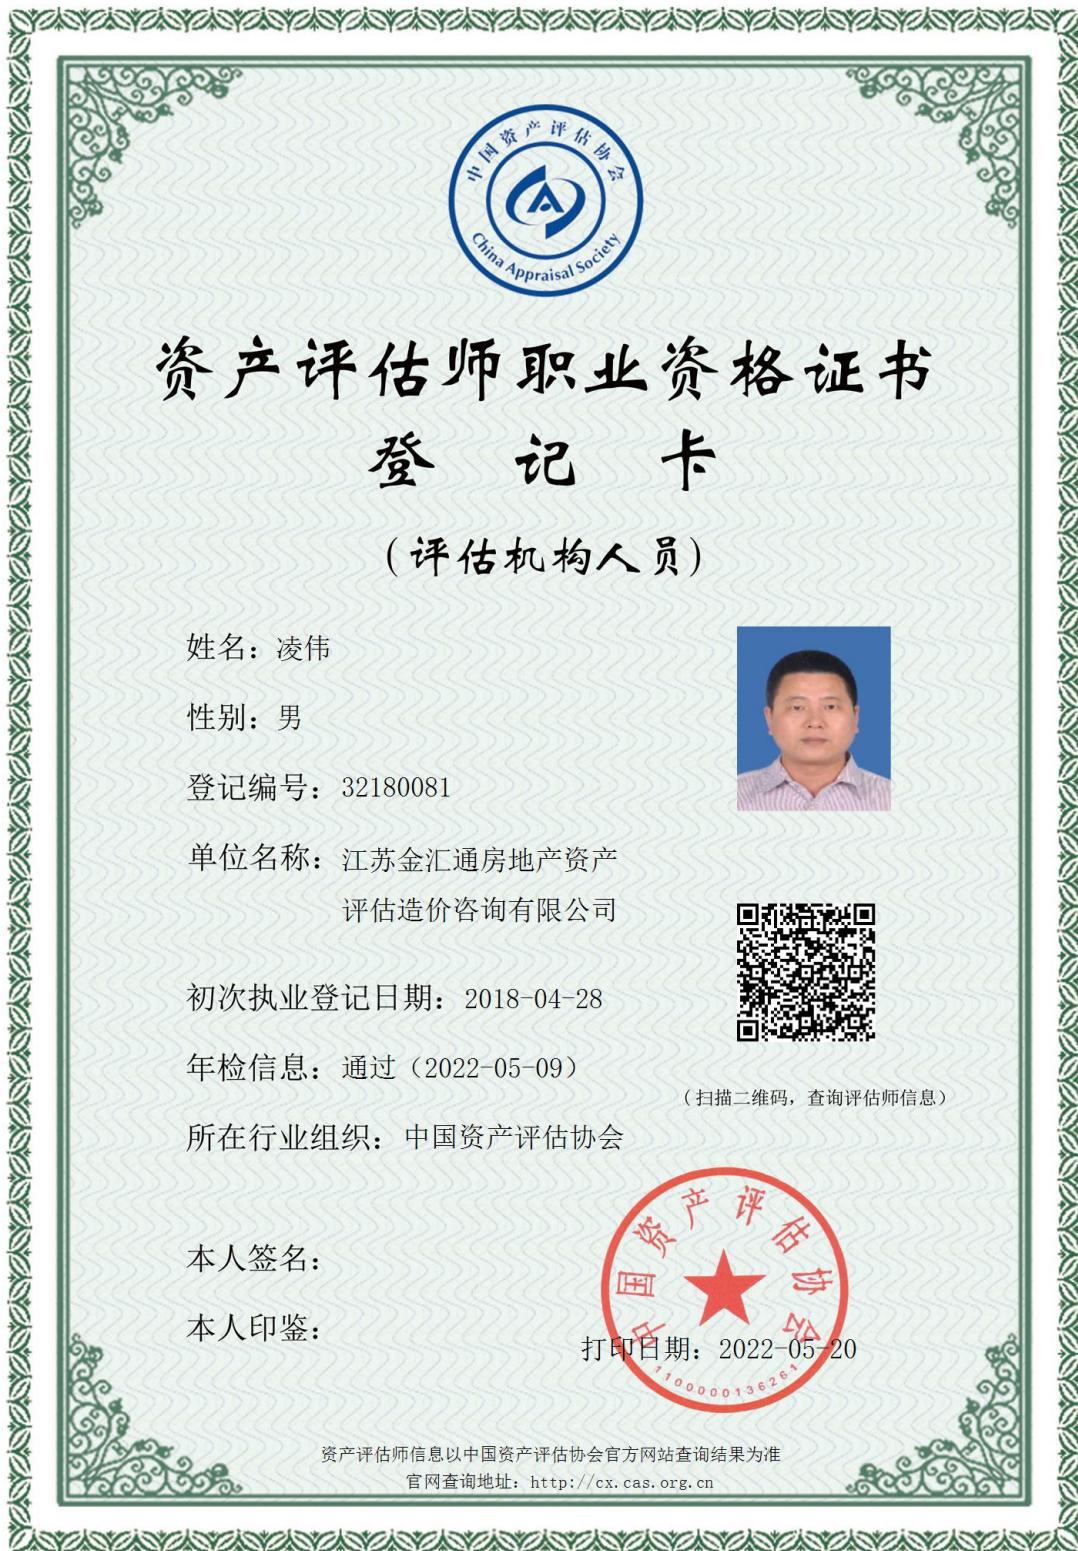 中国资产评估协会
China Appraisal Society
资产评估师职业资格证书
登 记 卡
(评估机构人员)
姓名：凌伟
性别：男
登记编号：32180081
单位名称：江苏金汇通房地产资产
评估造价咨询有限公司
初次执业登记日期：2018-04-28
年检信息：通过（2022-05-09）
（扫描二维码，查询评估师信息）
所在行业组织：中国资产评估协会
本人签名：
本人印鉴：
中国资产评估协会
打印日期：2022-05-20
1100000136261
资产评估师信息以中国资产评估协会官方网站查询结果为准
官网查询地址：http://cx.cas.org.cn